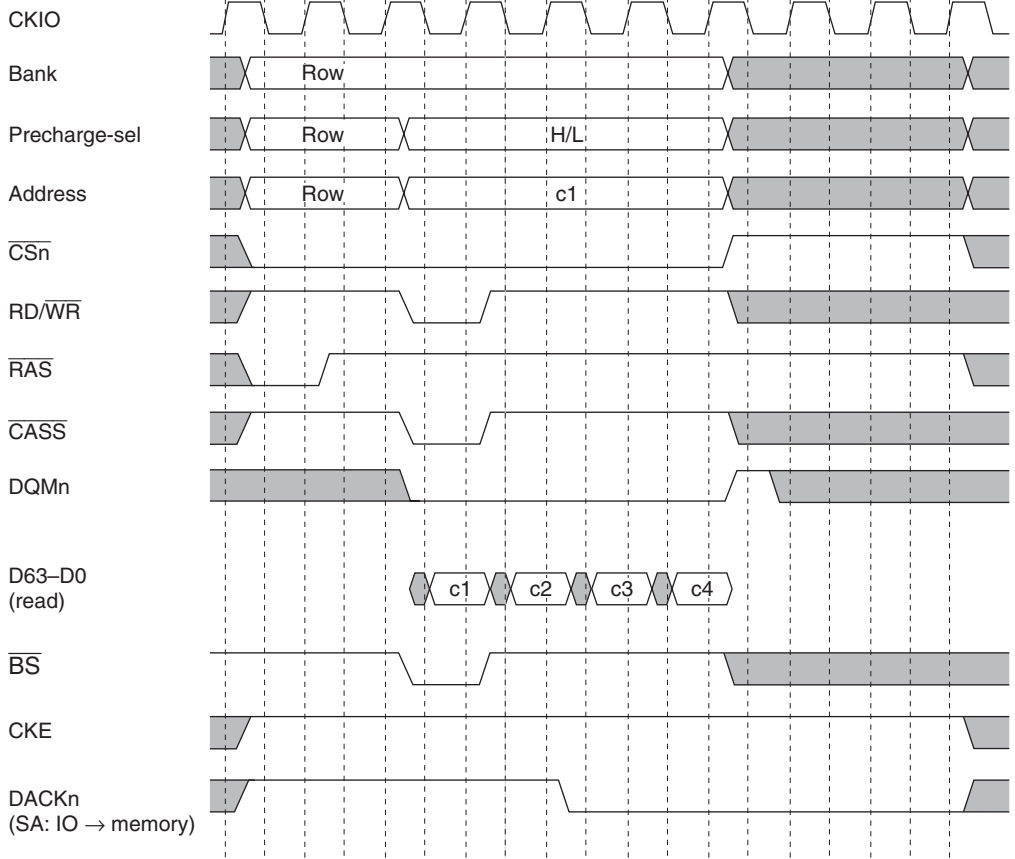 CKIO
Bank
Row
Precharge-sel
Row
H/L
Address
Row
c1
CSn
RD/WR
RAS
CASS
DQMn
D63–D0
(read)
c1
c2
c3
c4
BS
CKE
DACKn
(SA: IO → memory)